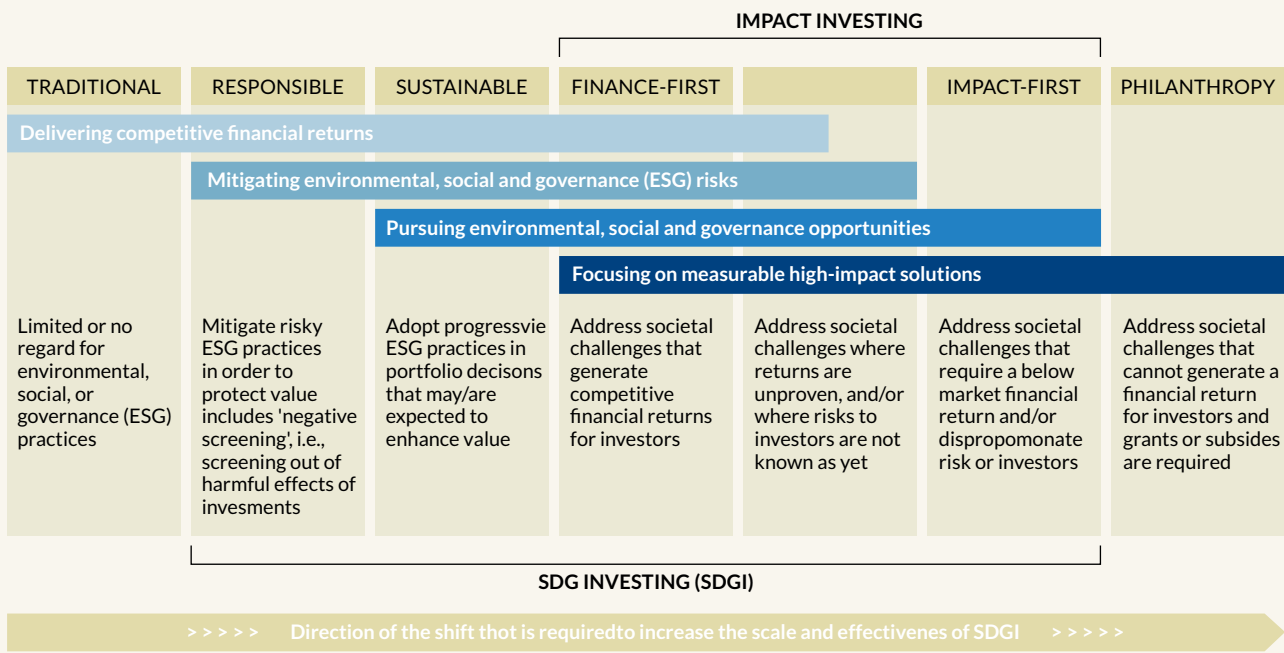 IMPACT INVESTING
TRADITIONAL
RESPONSIBLE
SUSTAINABLE
FINANCE-FIRST
IMPACT-FIRST
PHILANTHROPY
Delivering competitive financial returns
Mitigating environmental, social and governance (ESG) risks
Pursuing environmental, social and governance opportunities
Focusing on measurable high-impact solutions
Limited or no
regard for
environmental,
social, or
governance (ESG)
practices
Mitigate risky
ESG practices
in order to
protect value
includes 'negative
screening', i.e.,
screening out of
harmful effects of
invesments
Adopt progressvie
ESG practices in
portfolio decisons
that may/are
expected to
enhance value
Address societal
challenges that
generate
competitive
financial returns
for investors
Address societal
challenges where
returns are
unproven, and/or
where risks to
investors are not
known as yet
Address societal
challenges that
require a below
market financial
return and/or
dispropomonate
risk or investors
Address societal
challenges that
cannot generate a
financial return
for investors and
grants or subsides
are required
SDG INVESTING (SDGI)
> > > > > Direction of the shift thot is requiredto increase the scale and effectivenes of SDGI > > > > >